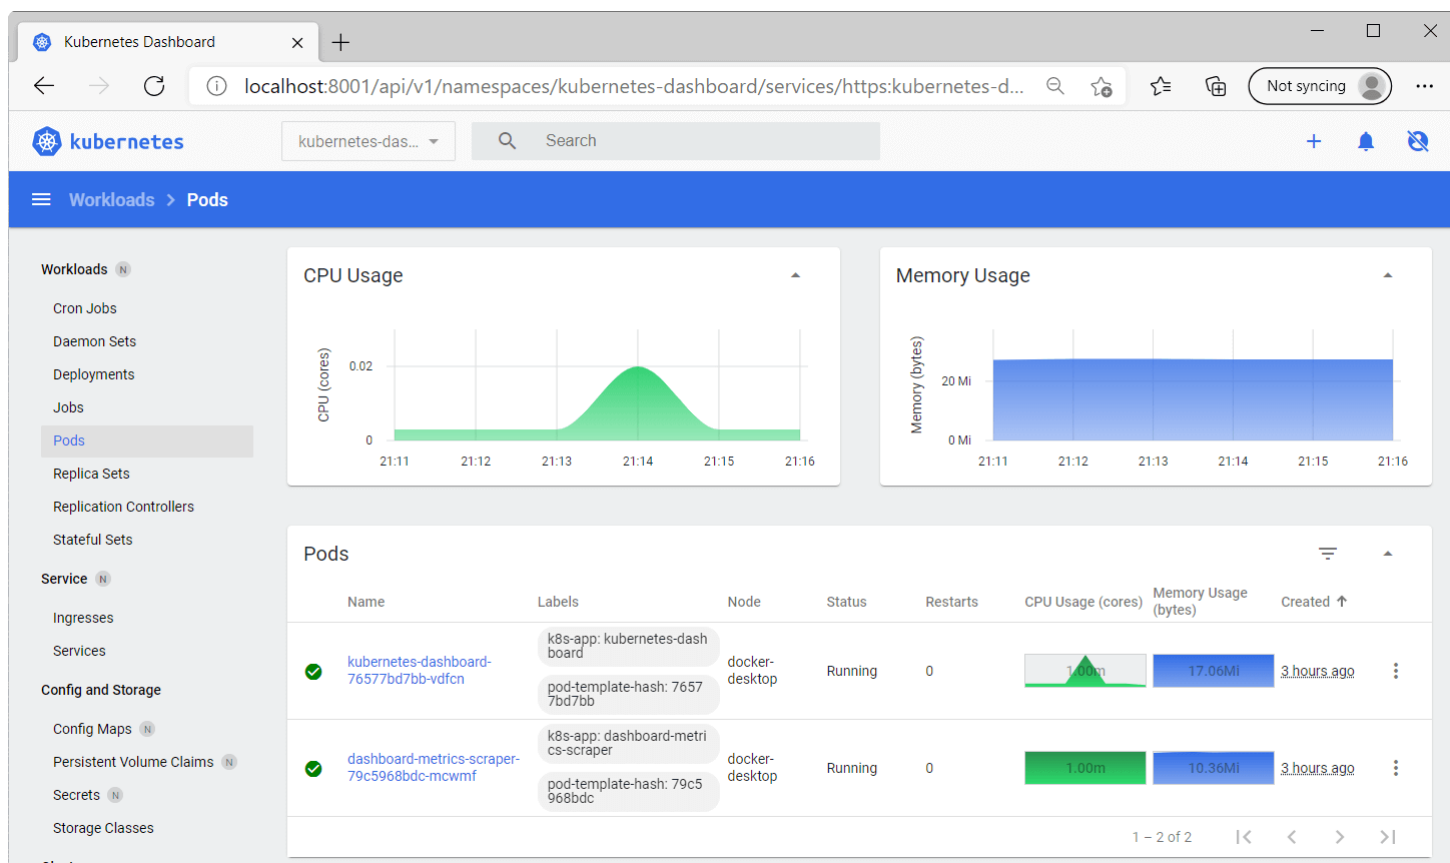 Kubernetes Dashboard
localhost:8001/api/v1/namespaces/kubernetes-dashboard/services/https:kubernetes-d...
Not syncing
kubernetes
kubernetes-das...
Search
Workloads > Pods
Workloads N
Cron Jobs
Daemon Sets
Deployments
Jobs
Pods
Replica Sets
Replication Controllers
Stateful Sets
Service N
Ingresses
Services
Config and Storage
Config Maps N
Persistent Volume Claims N
Secrets N
Storage Classes
CPU Usage
CPU (cores)
0.02
0
21:11 21:12 21:13 21:14 21:15 21:16
Memory Usage
Memory (bytes)
20 Mi
0 Mi
21:11 21:12 21:13 21:14 21:15 21:16
Pods
Name Labels Node Status Restarts CPU Usage (cores) Memory Usage
(bytes) Created
kubernetes-dashboard-
76577bd7bb-vdfcn
k8s-app: kubernetes-dash
board
pod-template-hash: 7657
7bd7bb
docker-
desktop
Running
0
1.00m
17.06Mi
3 hours ago
dashboard-metrics-scraper-
79c5968bdc-mcwmf
k8s-app: dashboard-metri
cs-scraper
pod-template-hash: 79c5
968bdc
docker-
desktop
Running
0
1.00m
10.36Mi
3 hours ago
1 – 2 of 2